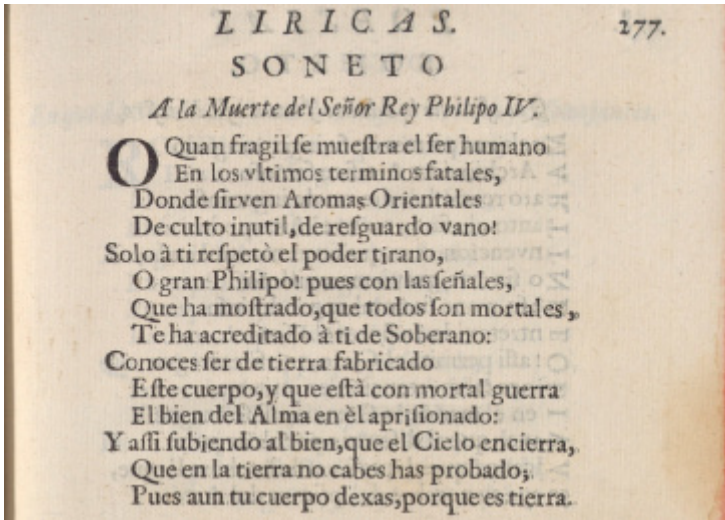 LIRICAS. 277.
SONETO
A la Muerte del Señor Rey Philipo IV.
O Quan fragil ſe mueſtra el ſer humano
En los vltimos terminos fatales,
Donde ſirven Aromas Orientales
De culto inutil, de reſguardo vano!
Solo à ti reſpetò el poder tirano,
O gran Philipo! pues con las ſeñales,
Que ha moſtrado, que todos ſon mortales,
Te ha acreditado à ti de Soberano:
Conoces ſer de tierra fabricado
Eſte cuerpo, y que eſtà con mortal guerra
El bien del Alma en èl apriſionado:
Y aſſi ſubiendo al bien, que el Cielo encierra,
Que en la tierra no cabes has probado;
Pues aun tu cuerpo dexas, porque es tierra.